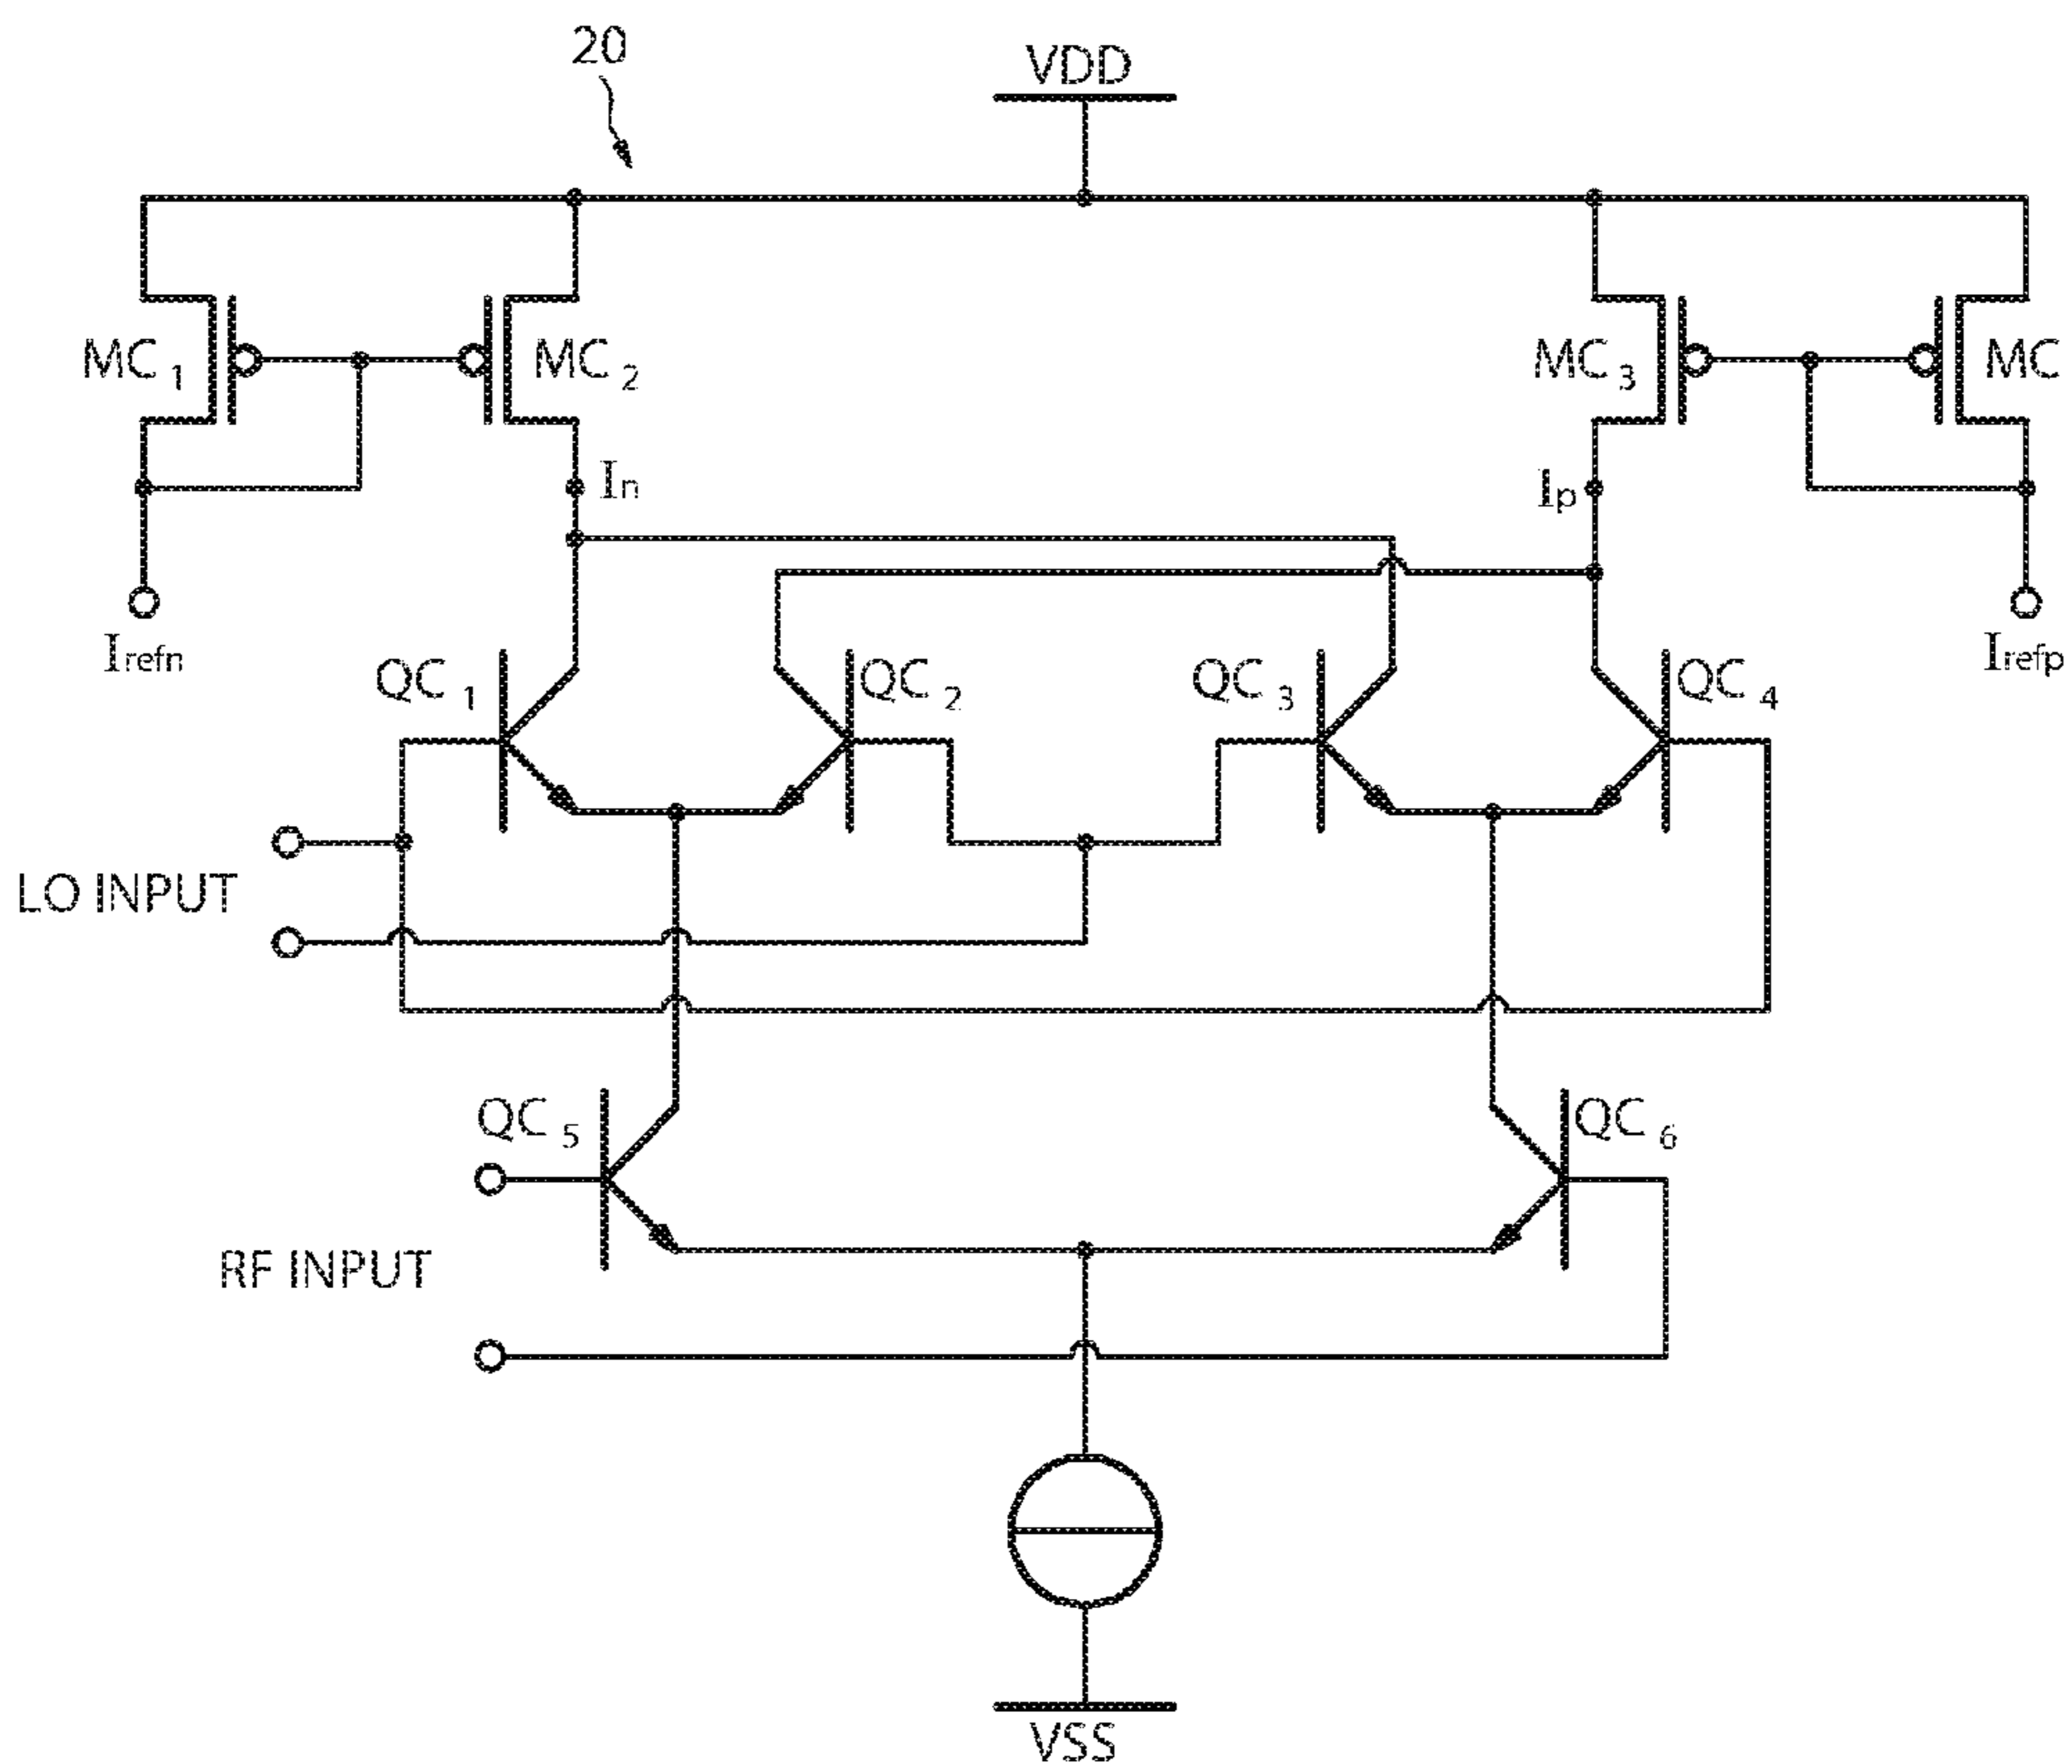 20
VDD
MC 1
MC 2
MC 3
MC
In
Ip
Irefn
Irefp
QC 1
QC 2
QC 3
QC 4
LO INPUT
QC 5
QC 6
RF INPUT
VSS